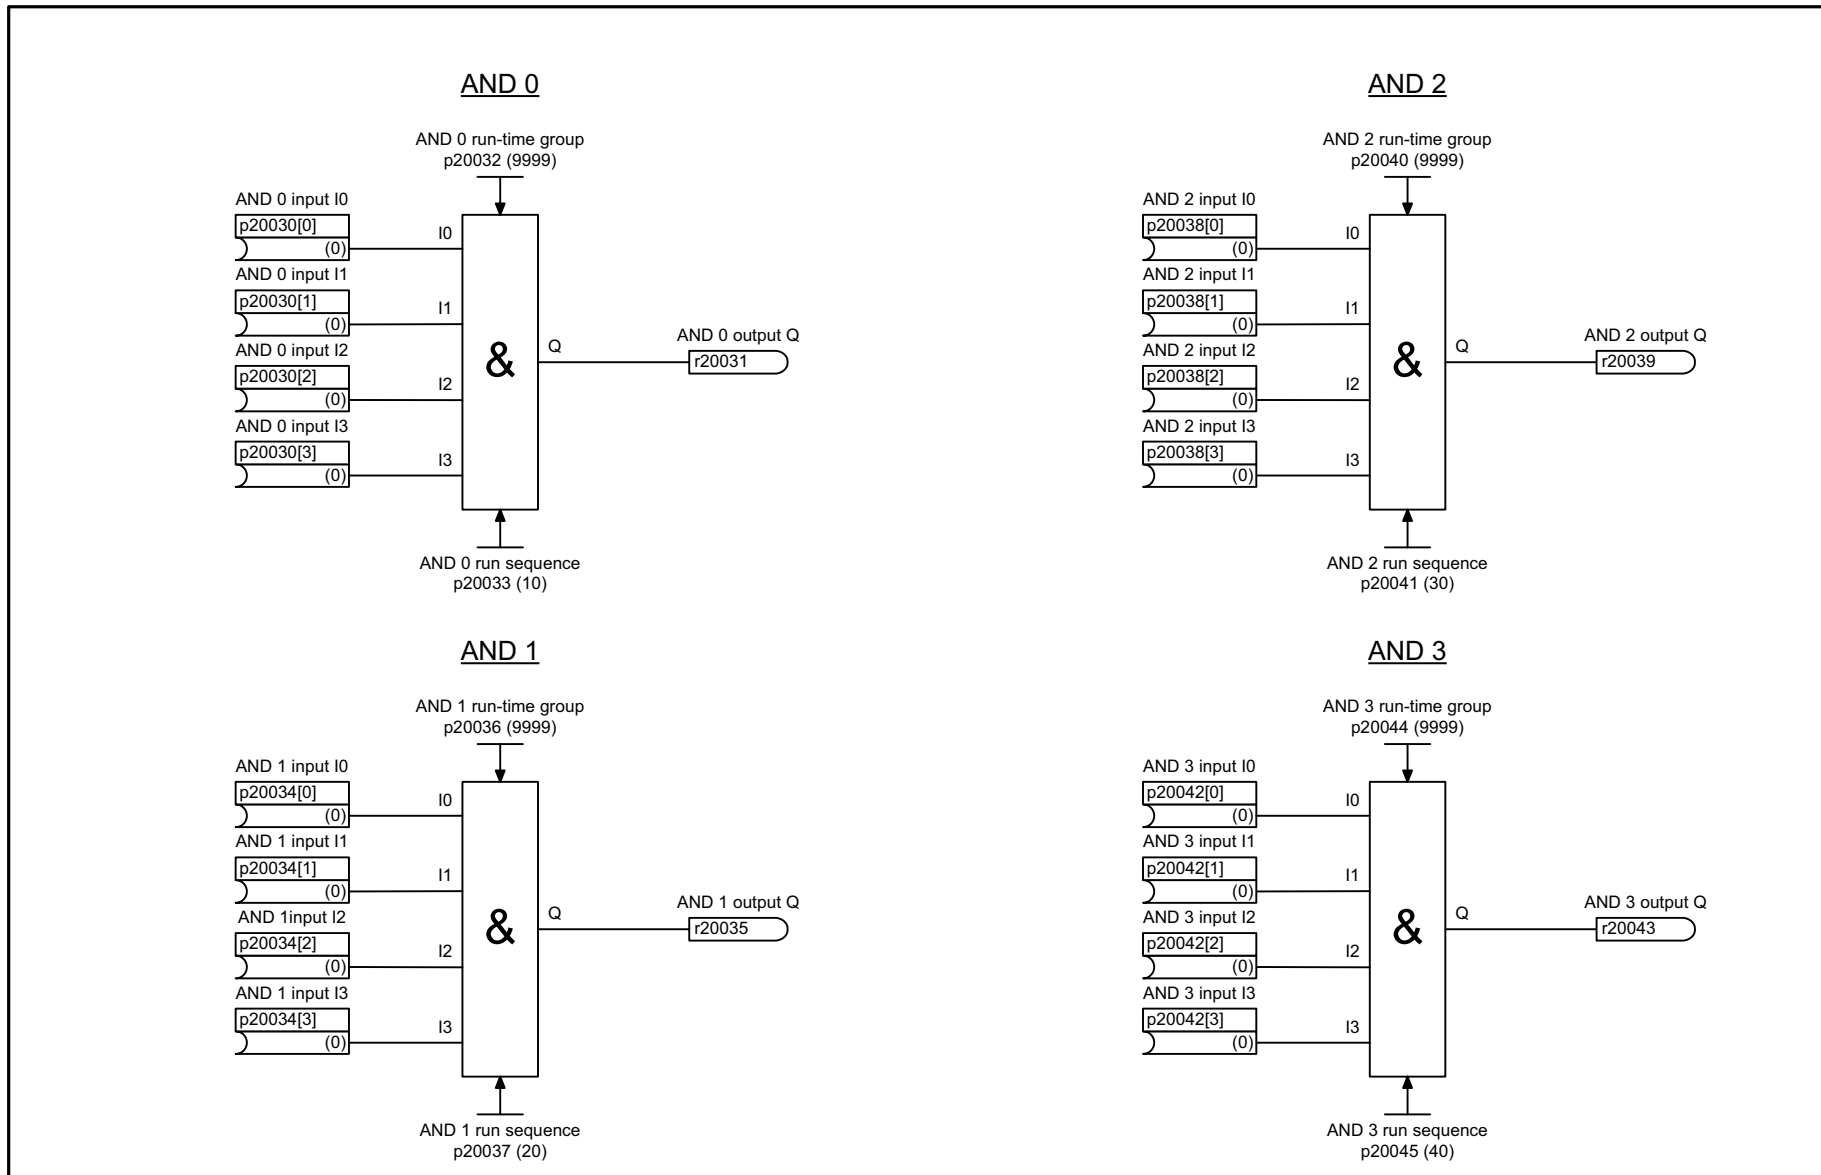 AND 0
AND 0 run-time group
p20032 (9999)
AND 0 input I0
p20030[0]
(0)
I0
AND 0 input I1
p20030[1]
(0)
I1
AND 0 input I2
p20030[2]
(0)
I2
AND 0 input I3
p20030[3]
(0)
I3
&
Q
AND 0 output Q
r20031
AND 0 run sequence
p20033 (10)
AND 2
AND 2 run-time group
p20040 (9999)
AND 2 input I0
p20038[0]
(0)
I0
AND 2 input I1
p20038[1]
(0)
I1
AND 2 input I2
p20038[2]
(0)
I2
AND 2 input I3
p20038[3]
(0)
I3
&
Q
AND 2 output Q
r20039
AND 2 run sequence
p20041 (30)
AND 1
AND 1 run-time group
p20036 (9999)
AND 1 input I0
p20034[0]
(0)
I0
AND 1 input I1
p20034[1]
(0)
I1
AND 1input I2
p20034[2]
(0)
I2
AND 1 input I3
p20034[3]
(0)
I3
&
Q
AND 1 output Q
r20035
AND 1 run sequence
p20037 (20)
AND 3
AND 3 run-time group
p20044 (9999)
AND 3 input I0
p20042[0]
(0)
I0
AND 3 input I1
p20042[1]
(0)
I1
AND 3 input I2
p20042[2]
(0)
I2
AND 3 input I3
p20042[3]
(0)
I3
&
Q
AND 3 output Q
r20043
AND 3 run sequence
p20045 (40)